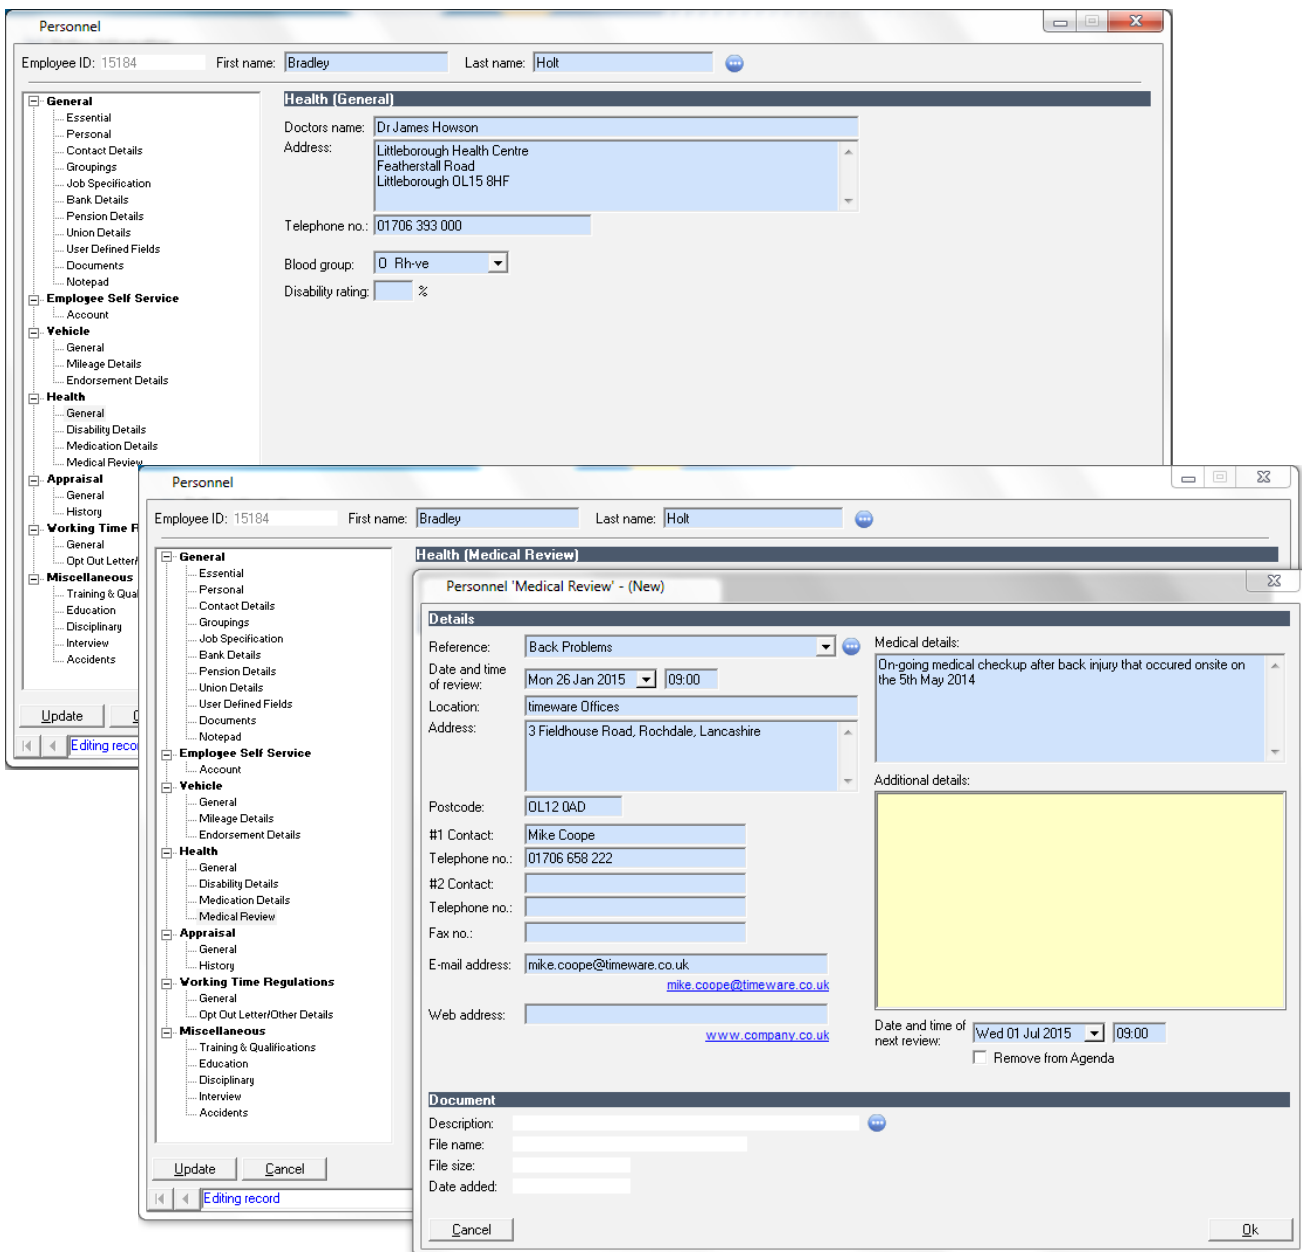 Personnel
Employee ID: 15184 First name: Bradley Last name: Holt
General
Essential
Personal
Contact Details
Groupings
Job Specification
Bank Details
Pension Details
Union Details
User Defined Fields
Documents
Notepad
Employee Self Service
Account
Vehicle
General
Mileage Details
Endorsement Details
Health
General
Disability Details
Medication Details
Medical Review
Appraisal
General
History
Working Time R
General
Opt Out Letter/
Miscellaneous
Training & Qual
Education
Disciplinary
Interview
Accidents
Update
Editing reco
Health (General)
Doctors name: Dr James Howson
Address: Littleborough Health Centre
Featherstall Road
Littleborough OL15 8HF
Telephone no.: 01706 393 000
Blood group: O Rh-ve
Disability rating: %
Personnel
Employee ID: 15184 First name: Bradley Last name: Holt
General
Essential
Personal
Contact Details
Groupings
Job Specification
Bank Details
Pension Details
Union Details
User Defined Fields
Documents
Notepad
Employee Self Service
Account
Vehicle
General
Mileage Details
Endorsement Details
Health
General
Disability Details
Medication Details
Medical Review
Appraisal
General
History
Working Time Regulations
General
Opt Out Letter/Other Details
Miscellaneous
Training & Qualifications
Education
Disciplinary
Interview
Accidents
Update Cancel
Editing record
Health (Medical Review)
Personnel 'Medical Review' - (New)
Details
Reference: Back Problems
Date and time
of review: Mon 26 Jan 2015 09:00
Location: timeware Offices
Address: 3 Fieldhouse Road, Rochdale, Lancashire
Postcode: OL12 0AD
#1 Contact: Mike Coope
Telephone no.: 01706 658 222
#2 Contact:
Telephone no.:
Fax no.:
E-mail address: mike.coope@timeware.co.uk
mike.coope@timeware.co.uk
Web address:
www.company.co.uk
Medical details:
On-going medical checkup after back injury that occured onsite on
the 5th May 2014
Additional details:
Date and time of
next review: Wed 01 Jul 2015 09:00
Remove from Agenda
Document
Description:
File name:
File size:
Date added:
Cancel Ok